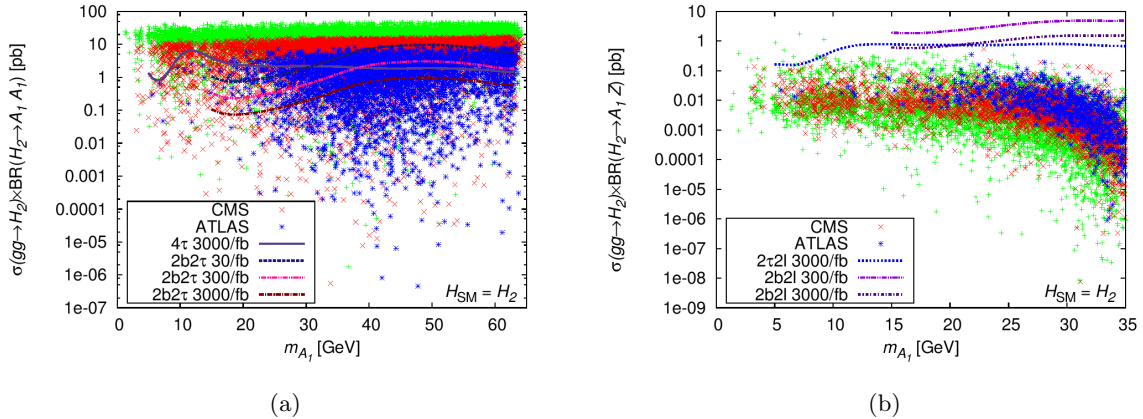 σ(gg→H₂)×BR(H₂→A₁ A₁) [pb]
100
10
1
0.1
0.01
0.001
0.0001
1e-05
1e-06
1e-07
CMS
ATLAS
4τ 3000/fb
2b2τ 30/fb
2b2τ 300/fb
2b2τ 3000/fb
H_SM = H₂
0 10 20 30 40 50 60
m_A₁ [GeV]
(a)
σ(gg→H₂)×BR(H₂→A₁ Z) [pb]
10
1
0.1
0.01
0.001
0.0001
1e-05
1e-06
1e-07
1e-08
1e-09
CMS
ATLAS
2τ2l 3000/fb
2b2l 300/fb
2b2l 3000/fb
H_SM = H₂
0 5 10 15 20 25 30 35
m_A₁ [GeV]
(b)